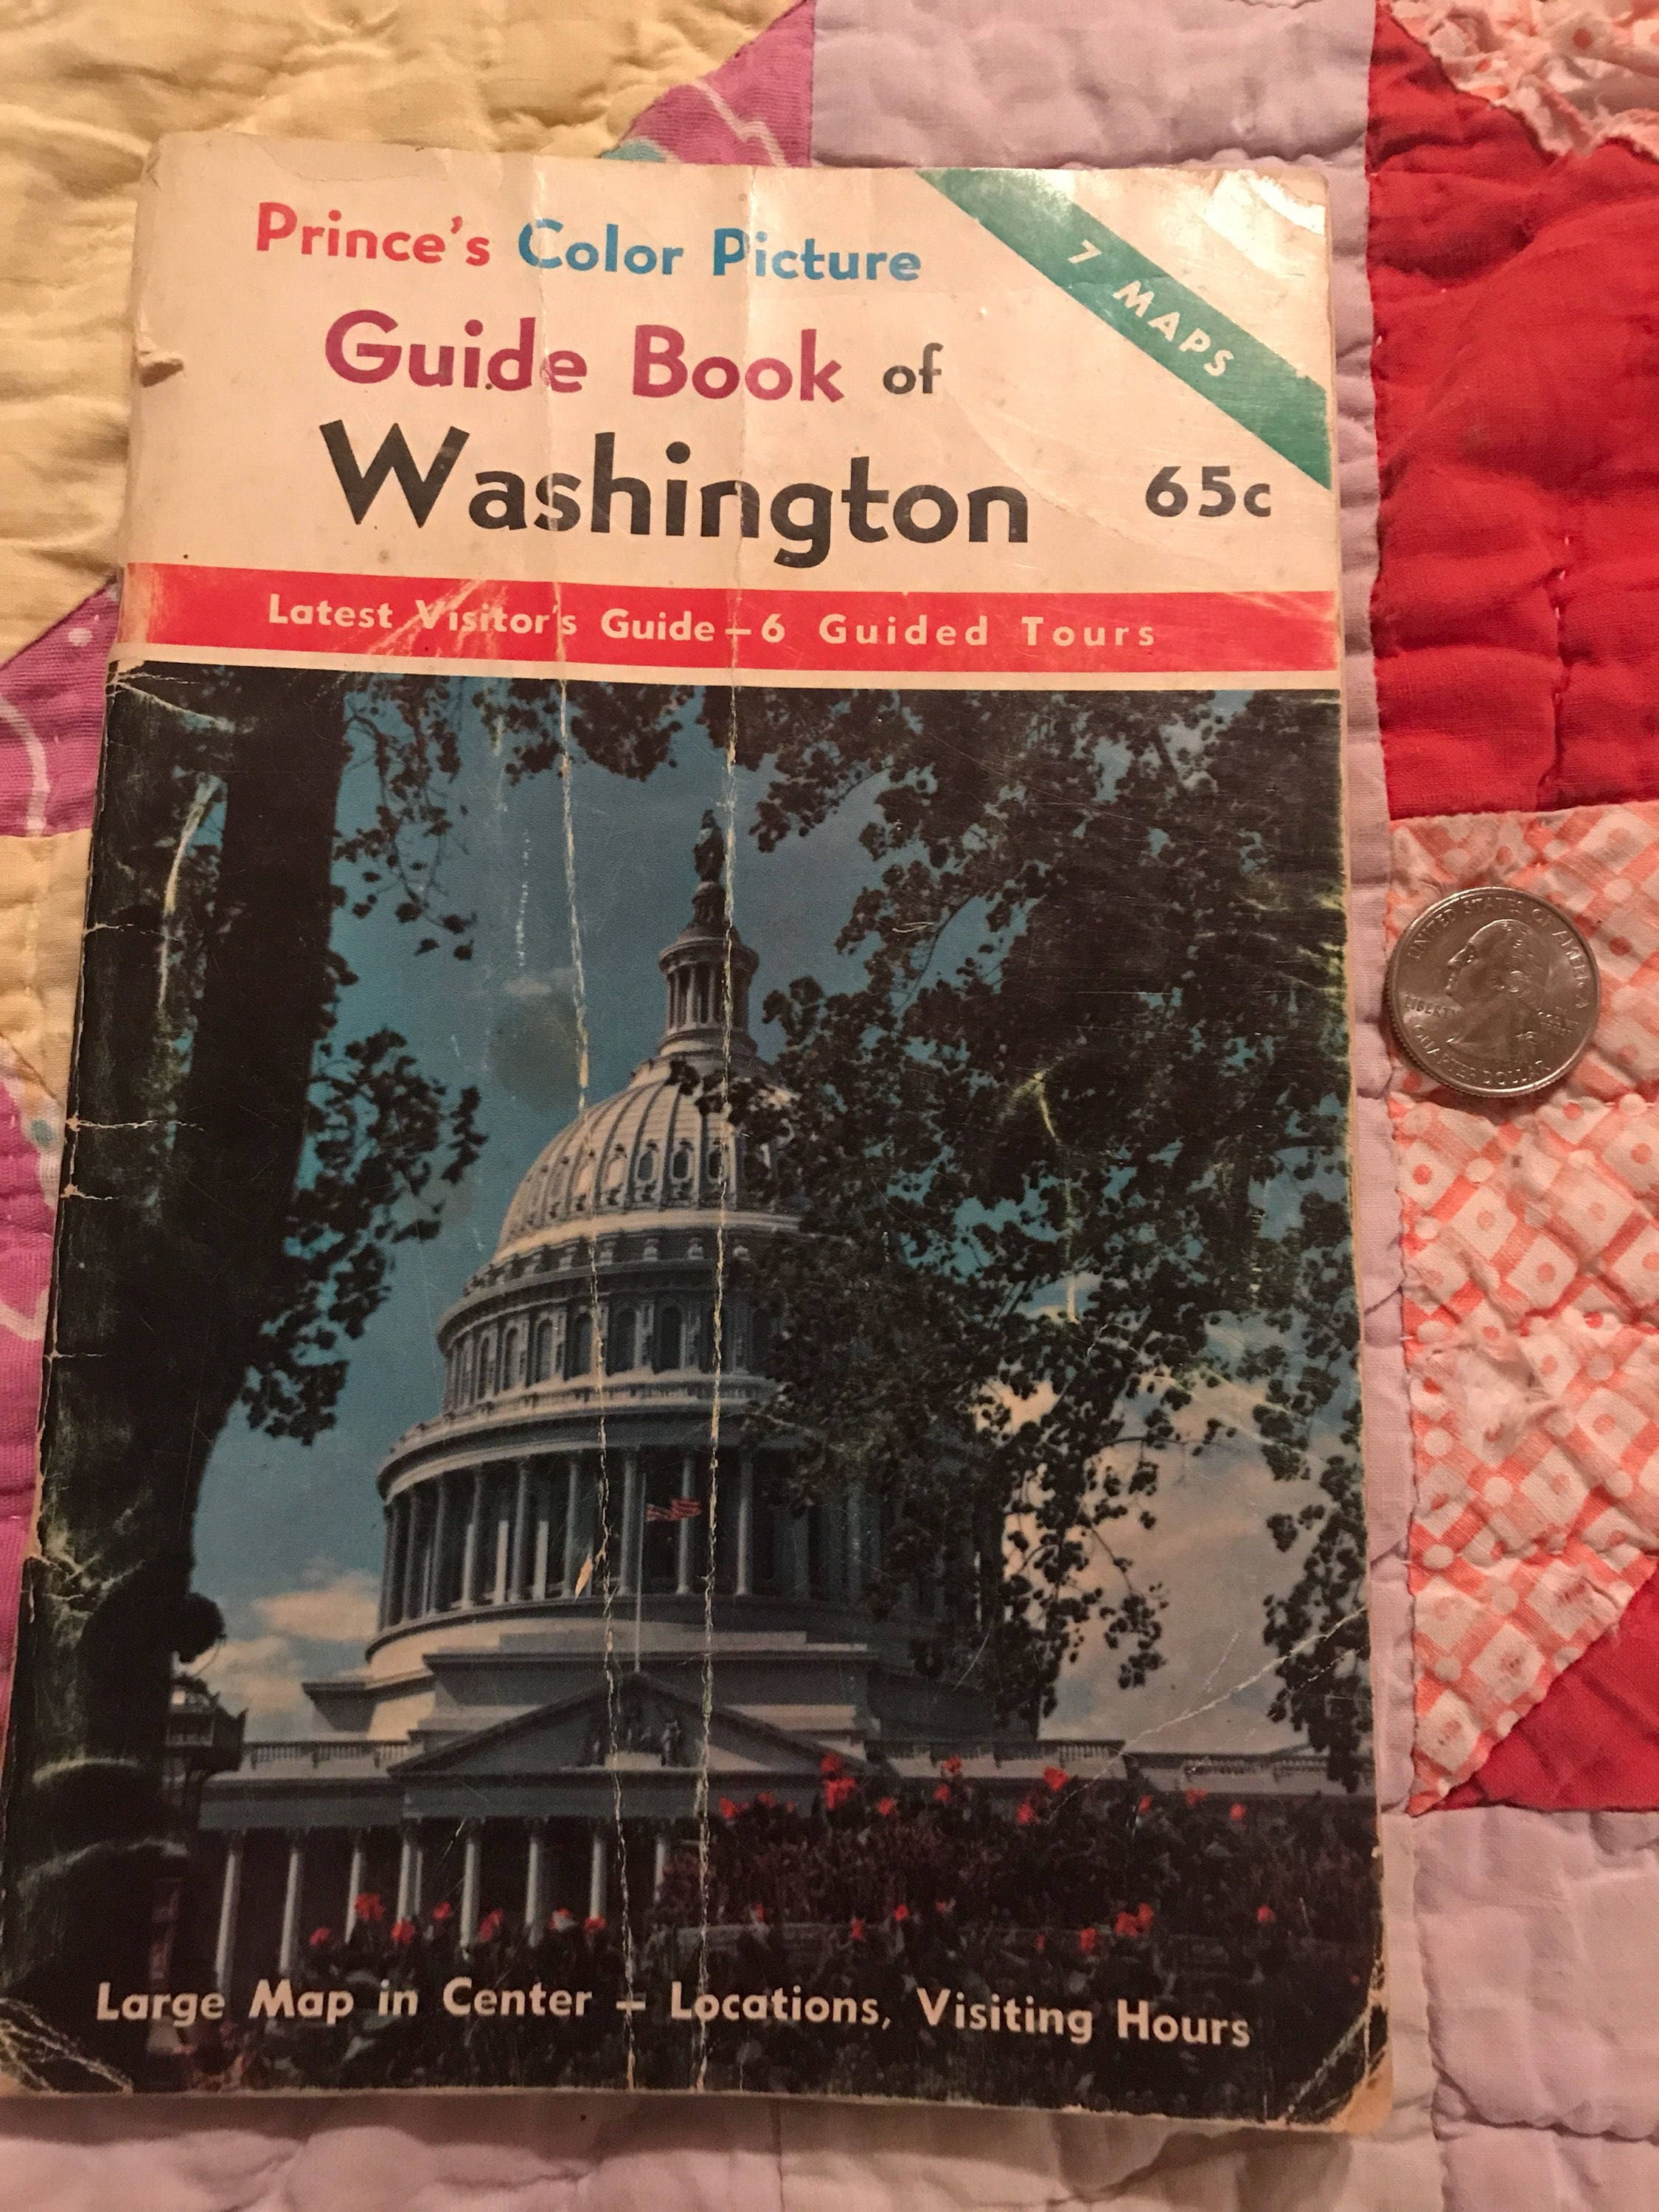 Prince's Color Picture
Guide Book of
Washington
7 MAPS
65c
Latest Visitor's Guide – 6 Guided Tours
Large Map in Center – Locations, Visiting Hours
UNITED STATES OF AMERICA
LIBERTY
QUARTER DOLLAR